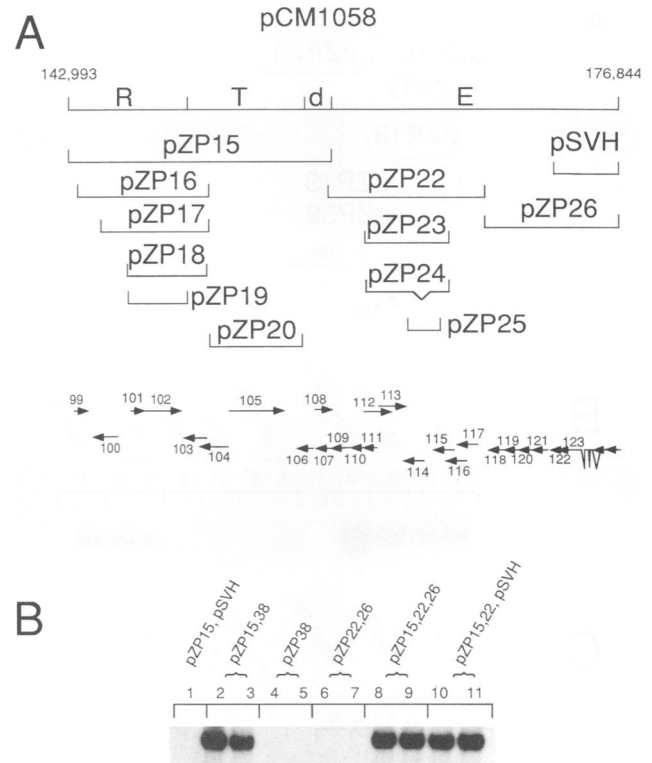 A
pCM1058
142,993 176,844
R T d E
pZP15 pSVH
pZP16 pZP22 pZP26
pZP17 pZP23
pZP18 pZP24
pZP19 pZP25
pZP20
99 101 102 105 108 112 113
100 103 104 106 107 109 110 111 114 115 116 117 118 119 120 121 122 123
B
pZP15, pSVH
pZP15,38
pZP38
pZP22,26
pZP15,22,26
pZP15,22, pSVH
1 2 3 4 5 6 7 8 9 10 11